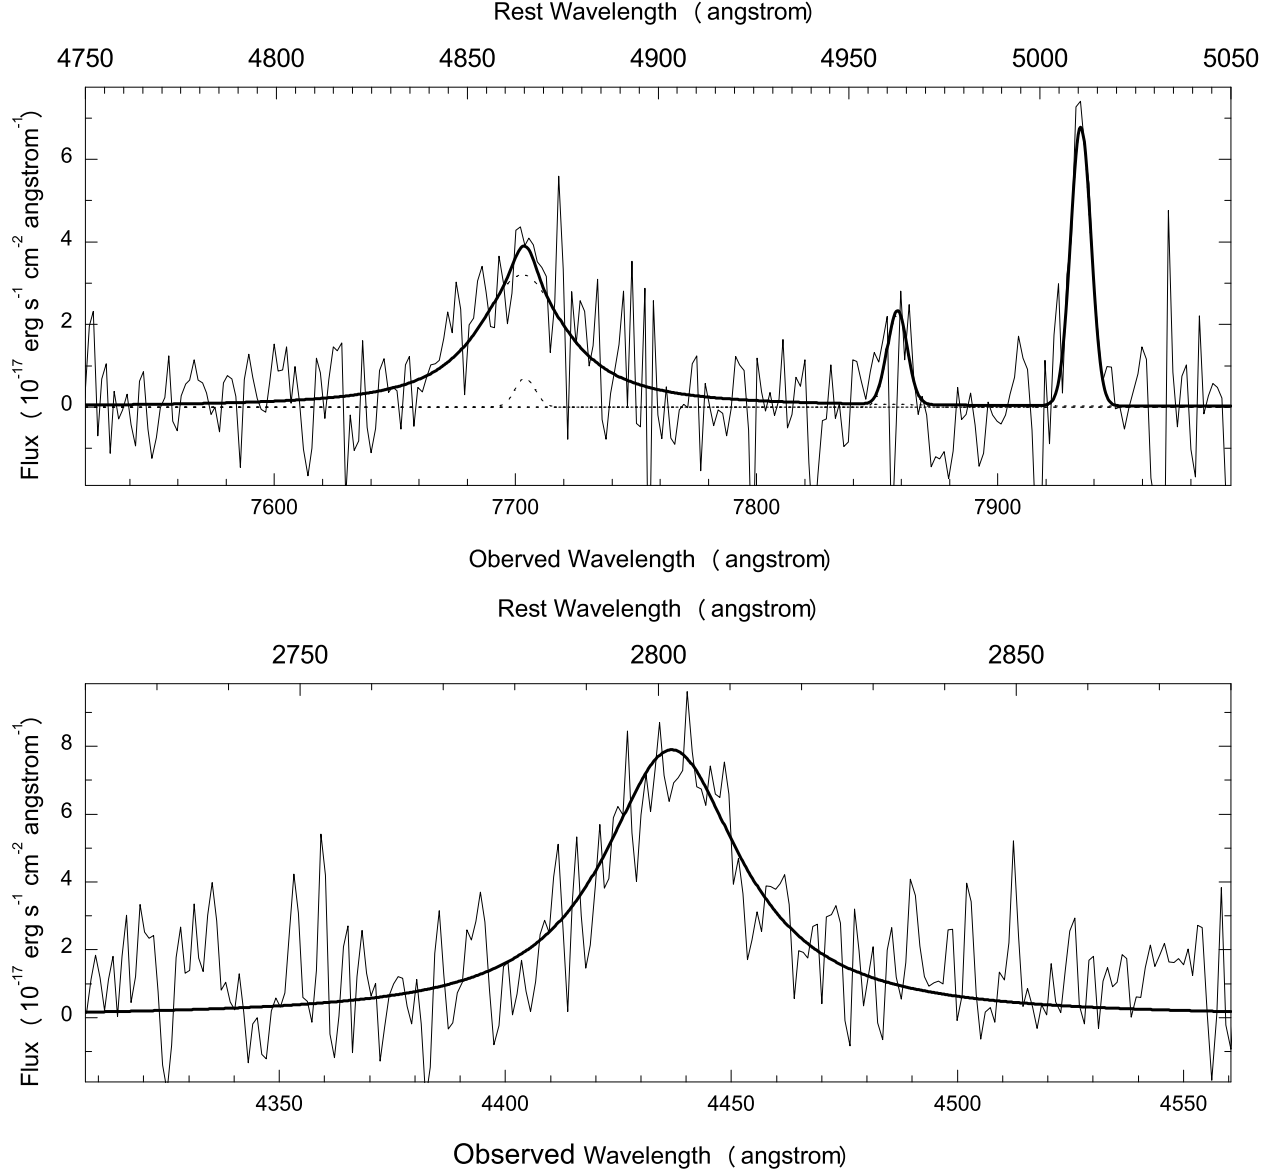 Rest Wavelength (angstrom)
4750 4800 4850 4900 4950 5000 5050
Flux (10⁻¹⁷ erg s⁻¹ cm⁻² angstrom⁻¹)
6
4
2
0
7600 7700 7800 7900
Oberved Wavelength (angstrom)
Rest Wavelength (angstrom)
2750 2800 2850
Flux (10⁻¹⁷ erg s⁻¹ cm⁻² angstrom⁻¹)
8
6
4
2
0
4350 4400 4450 4500 4550
Observed Wavelength (angstrom)